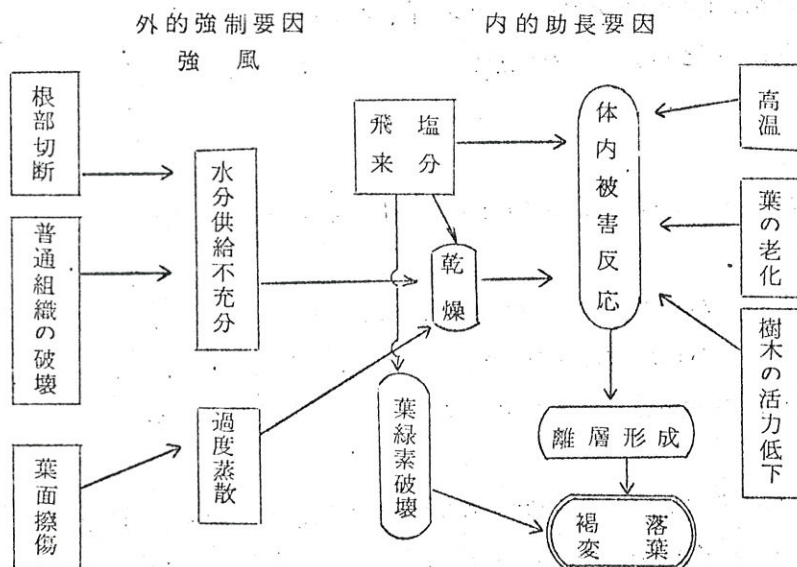 外的強制要因
強風
内的助長要因
根部切断
普通組織の破壊
葉面擦傷
水分供給不充分
過度蒸散
飛来
塩分
乾燥
葉緑素破壊
体内被害反応
離層形成
褐変
落葉
高温
葉の老化
樹木の活力低下